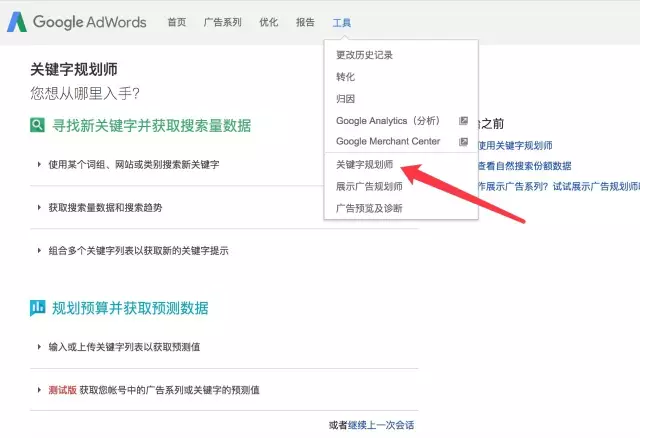 Google AdWords 首页 广告系列 优化 报告 工具
关键字规划师
您想从哪里入手?
寻找新关键字并获取搜索量数据
使用某个词组、网站或类别搜索新关键字
获取搜索量数据和搜索趋势
组合多个关键字列表以获取新的关键字提示
规划预算并获取预测数据
输入或上传关键字列表以获取预测值
测试版 获取您帐号中的广告系列或关键字的预测值
或者继续上一次会话
更改历史记录
转化
归因
Google Analytics(分析)
Google Merchant Center
关键字规划师
展示广告规划师
广告预览及诊断
之前
使用关键字规划师
查看自然搜索份额数据
作展示广告系列? 试试展示广告规划师